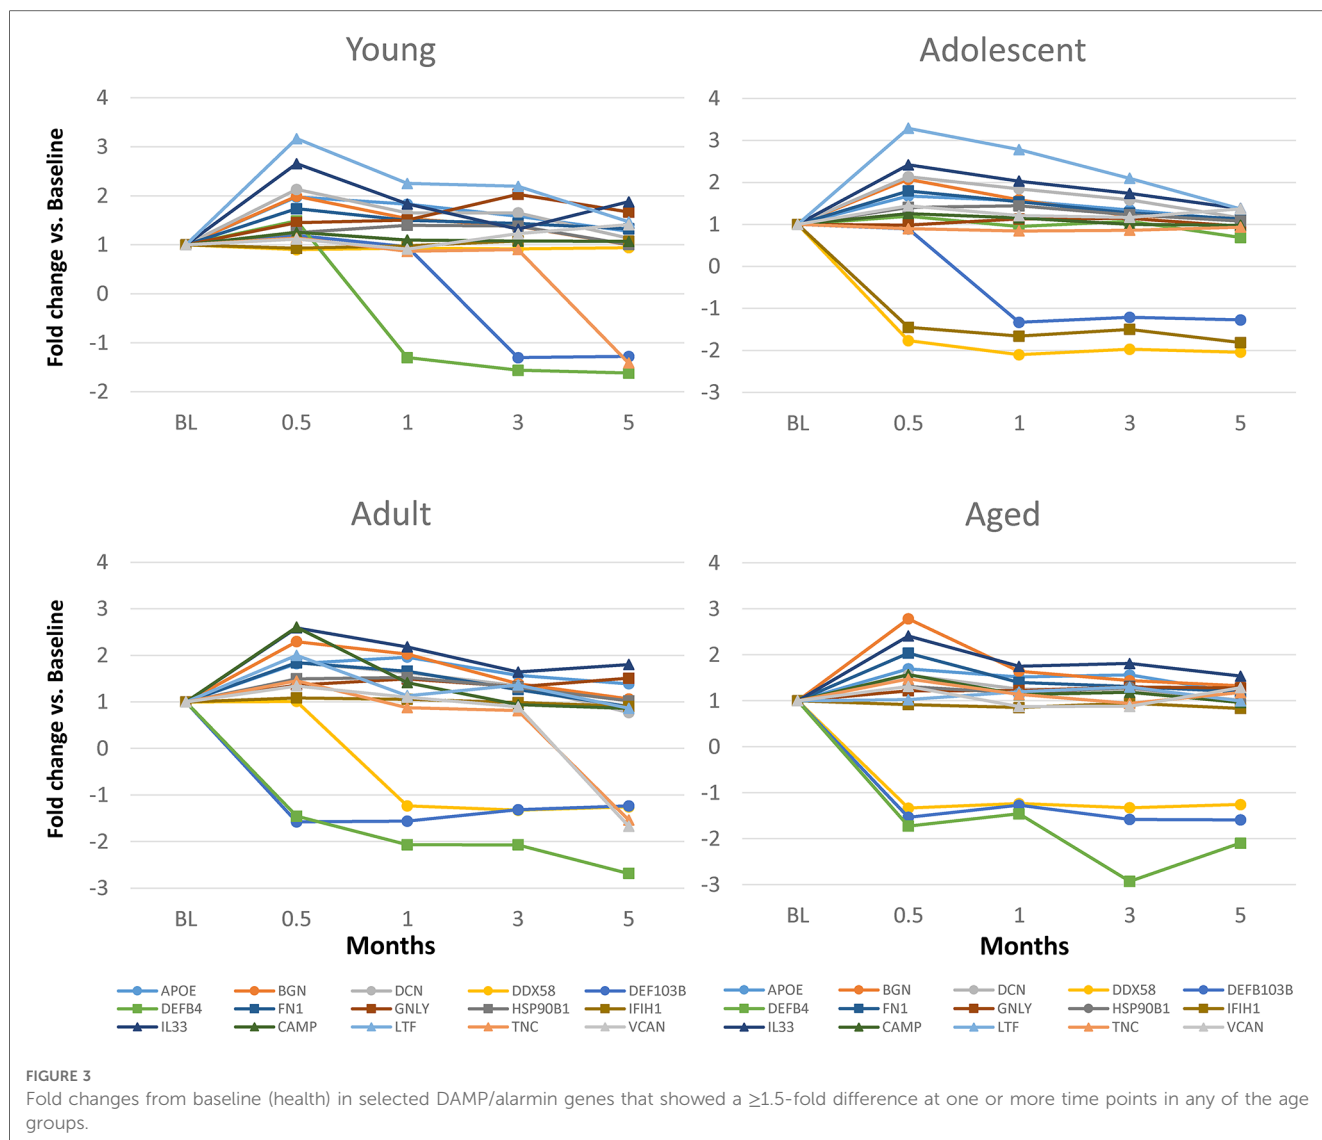 Young
Fold change vs. Baseline
4
3
2
1
0
-1
-2
BL 0.5 1 3 5
Adolescent
4
3
2
1
0
-1
-2
-3
BL 0.5 1 3 5
Adult
Fold change vs. Baseline
4
3
2
1
0
-1
-2
-3
BL 0.5 1 3 5
Months
Aged
4
3
2
1
0
-1
-2
-3
BL 0.5 1 3 5
Months
APOE BGN DCN DDX58 DEF103B
DEFB4 FN1 GNLY HSP90B1 IFIH1
IL33 CAMP LTF TNC VCAN
APOE BGN DCN DDX58 DEFB103B
DEFB4 FN1 GNLY HSP90B1 IFIH1
IL33 CAMP LTF TNC VCAN
FIGURE 3
Fold changes from baseline (health) in selected DAMP/alarmin genes that showed a ≥1.5-fold difference at one or more time points in any of the age
groups.